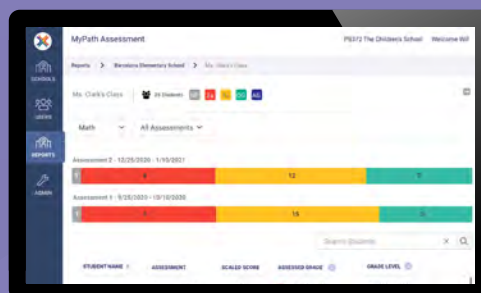 MyPath Assessment
PS372 The Children's School Welcome Wil
Reports > Barcelona Elementary School > Ms. Clark's Class
SCHOOLS
Ms. Clark's Class 25 Students
USERS
Math All Assessments
REPORTS
Assessment 2 - 12/25/2020 - 1/10/2021
12
ADMIN
Assessment 1 - 9/25/2020 - 10/10/2020
15
Search Students
STUDENT NAME ASSESSMENT SCALED SCORE ASSESSED GRADE GRADE LEVEL